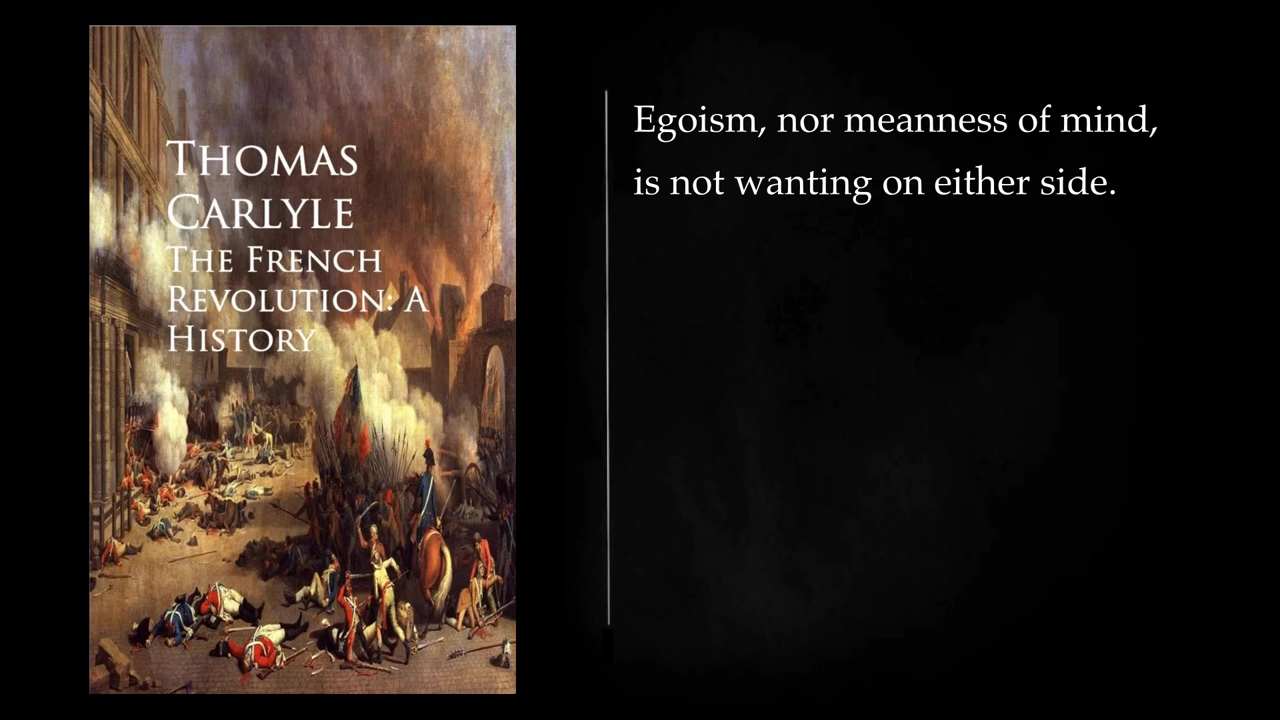 THOMAS
CARLYLE
THE FRENCH
REVOLUTION: A
HISTORY
Egoism, nor meanness of mind,
is not wanting on either side.